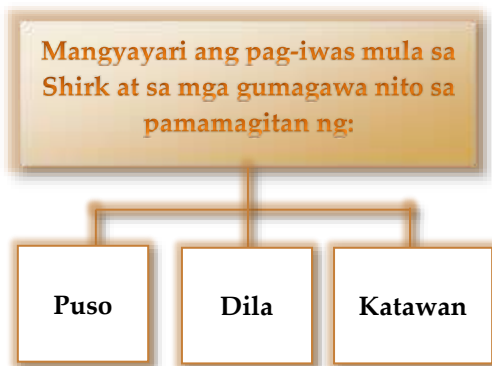 Mangyayari ang pag-iwas mula sa
Shirk at sa mga gumagawa nito sa
pamamagitan ng:
Puso
Dila
Katawan